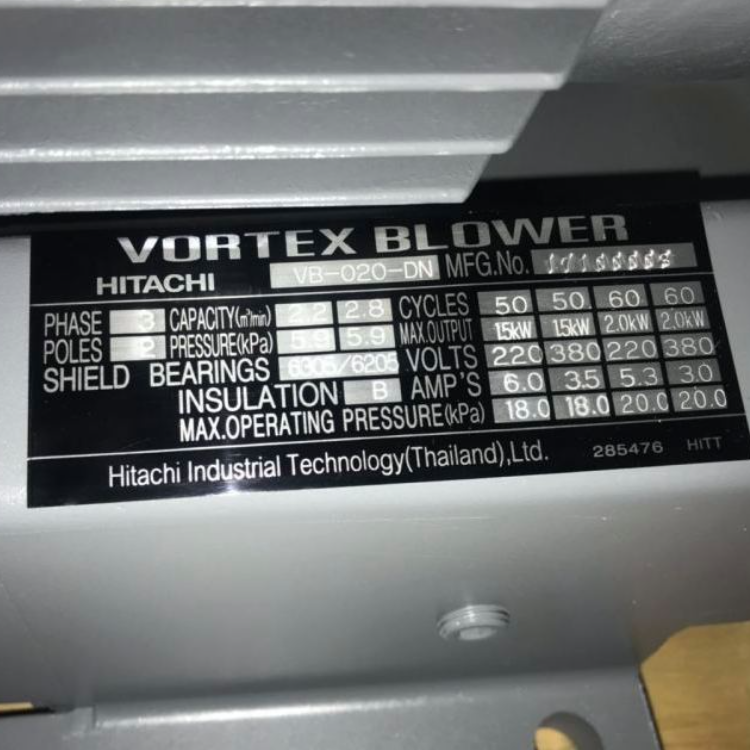 VORTEX BLOWER
HITACHI VB-020-DN MFG.No.
PHASE 3 CAPACITY(m³/min) 2.2 2.8 CYCLES 50 50 60 60
POLES 2 PRESSURE(kPa) 5.9 5.9 MAX.OUTPUT 1.5kW 1.5kW 2.0kW 2.0kW
SHIELD BEARINGS 6305/6205 VOLTS 220 380 220 380
INSULATION B AMP'S 6.0 3.5 5.3 3.0
MAX.OPERATING PRESSURE(kPa) 18.0 18.0 20.0 20.0
Hitachi Industrial Technology(Thailand),Ltd. 285476 HITT